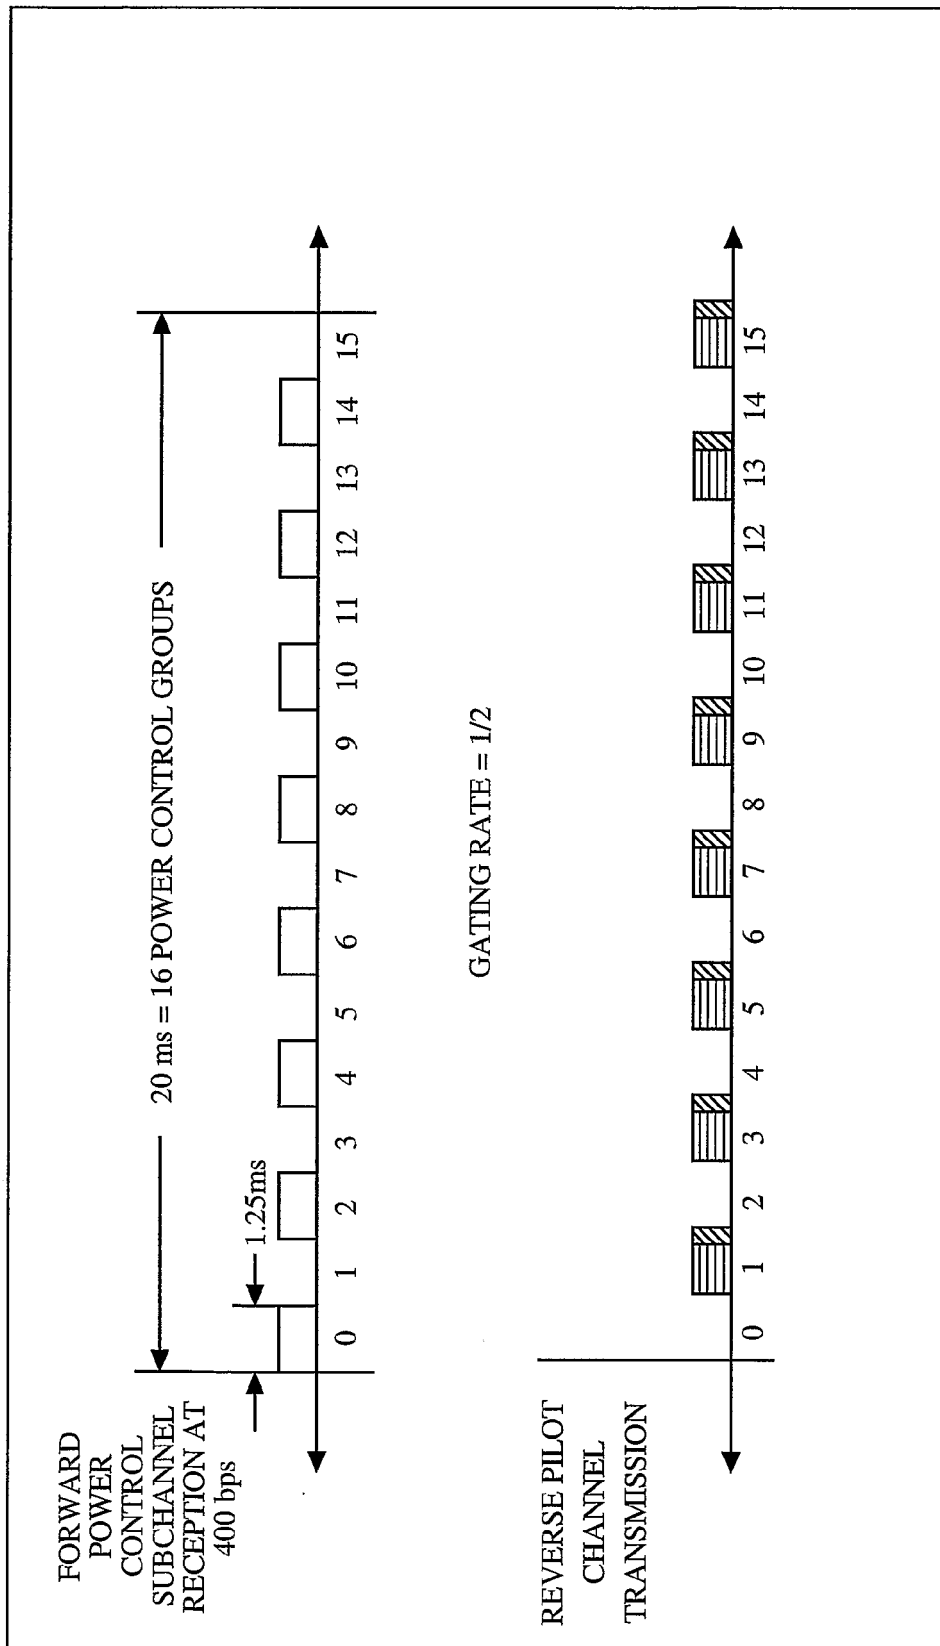 FORWARD
POWER
CONTROL
SUBCHANNEL
RECEPTION AT
400 bps
20 ms = 16 POWER CONTROL GROUPS
1.25ms
0 1 2 3 4 5 6 7 8 9 10 11 12 13 14 15
GATING RATE = 1/2
REVERSE PILOT
CHANNEL
TRANSMISSION
0 1 2 3 4 5 6 7 8 9 10 11 12 13 14 15